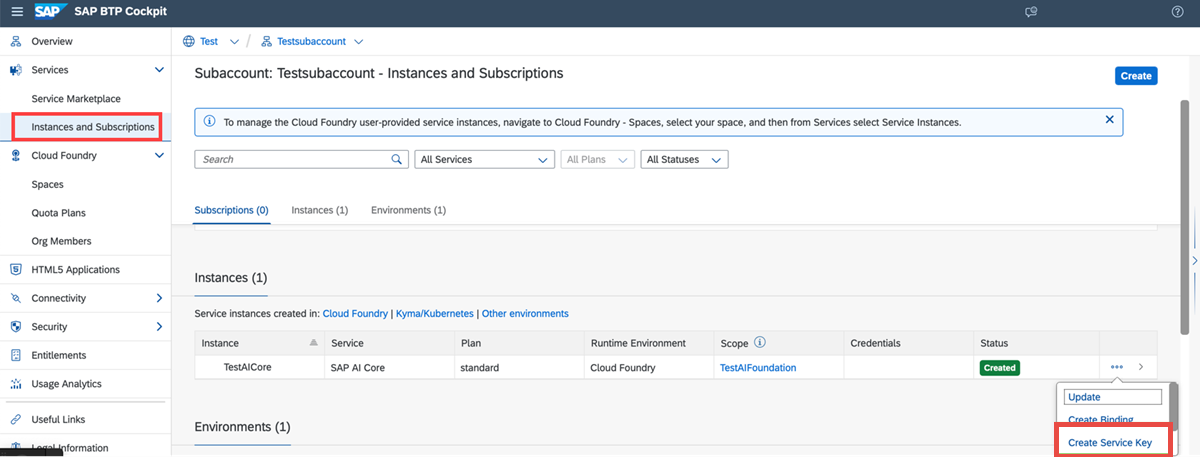 SAP SAP BTP Cockpit
Overview
Services
Service Marketplace
Instances and Subscriptions
Cloud Foundry
Spaces
Quota Plans
Org Members
HTML5 Applications
Connectivity
Security
Entitlements
Usage Analytics
Useful Links
Legal Information
Test / Testsubaccount
Subaccount: Testsubaccount - Instances and Subscriptions
Create
To manage the Cloud Foundry user-provided service instances, navigate to Cloud Foundry - Spaces, select your space, and then from Services select Service Instances.
Search All Services All Plans All Statuses
Subscriptions (0) Instances (1) Environments (1)
Instances (1)
Service instances created in: Cloud Foundry | Kyma/Kubernetes | Other environments
Instance Service Plan Runtime Environment Scope Credentials Status
TestAICore SAP AI Core standard Cloud Foundry TestAIFoundation Created
Update
Create Binding
Create Service Key
Environments (1)